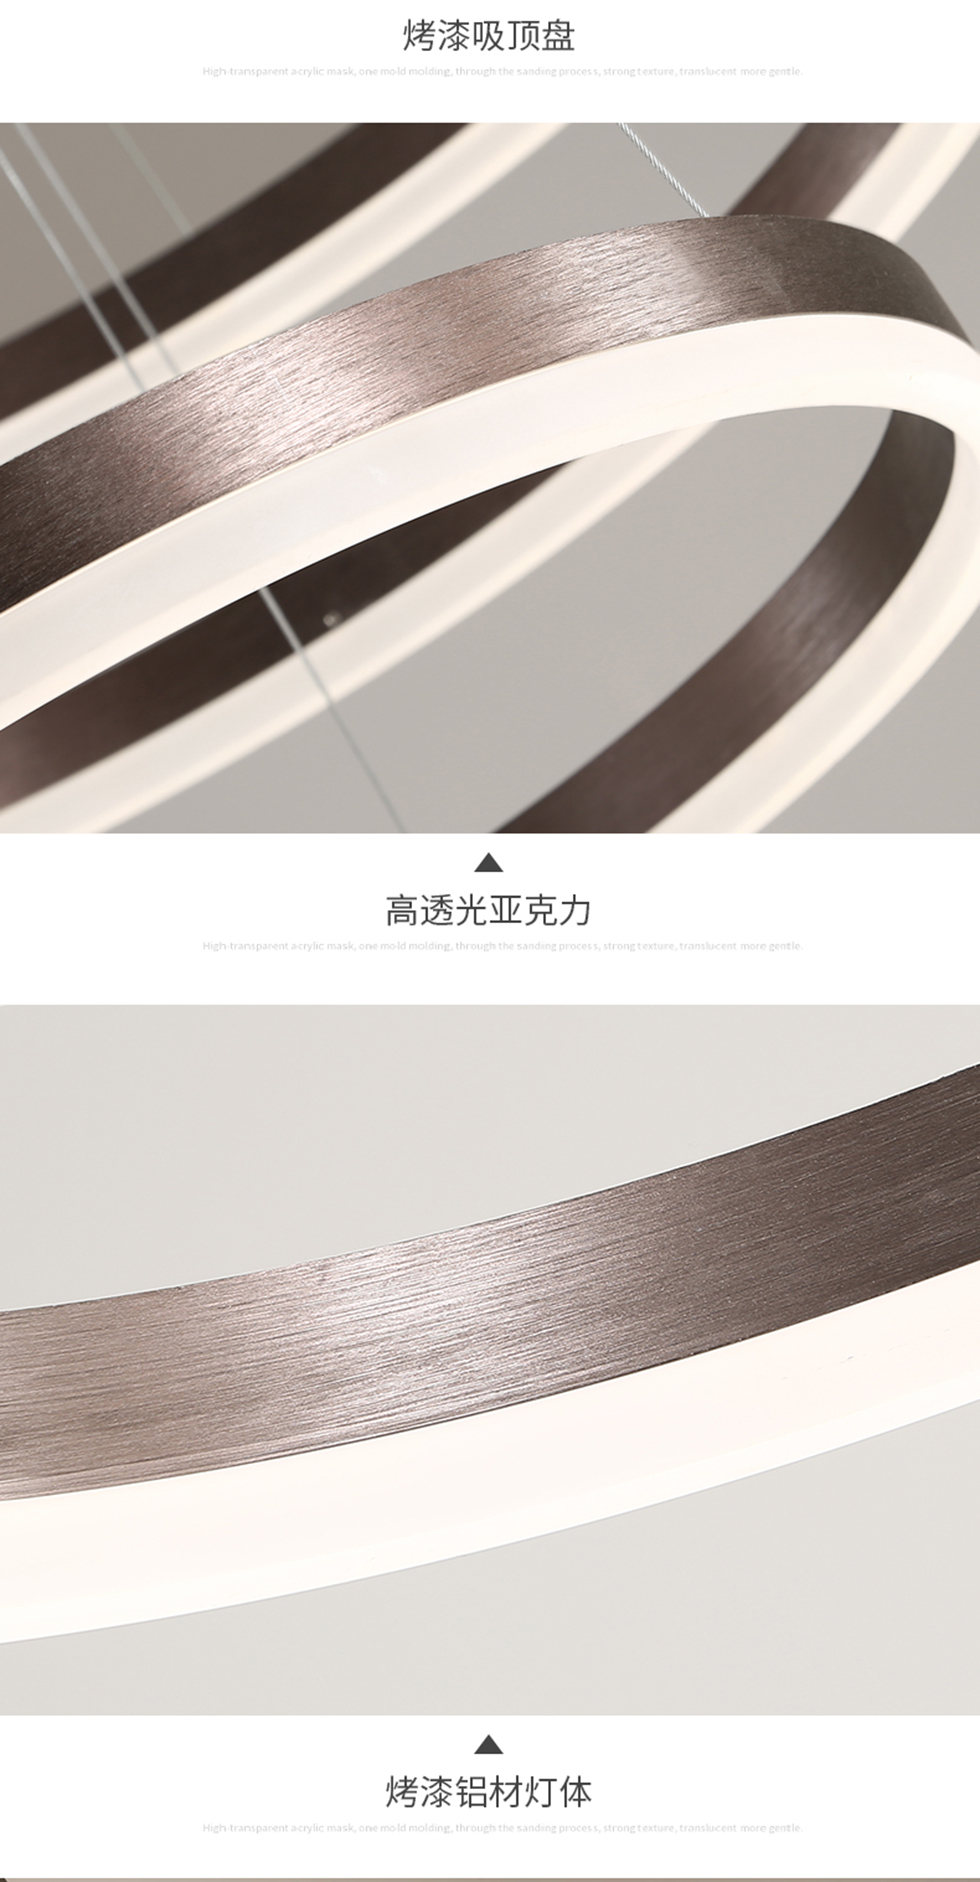 烤漆吸顶盘
High-transparent acrylic mask, one mold molding, through the sanding process, strong texture, translucent more gentle.
高透光亚克力
High-transparent acrylic mask, one mold molding, through the sanding process, strong texture, translucent more gentle.
烤漆铝材灯体
High-transparent acrylic mask, one mold molding, through the sanding process, strong texture, translucent more gentle.